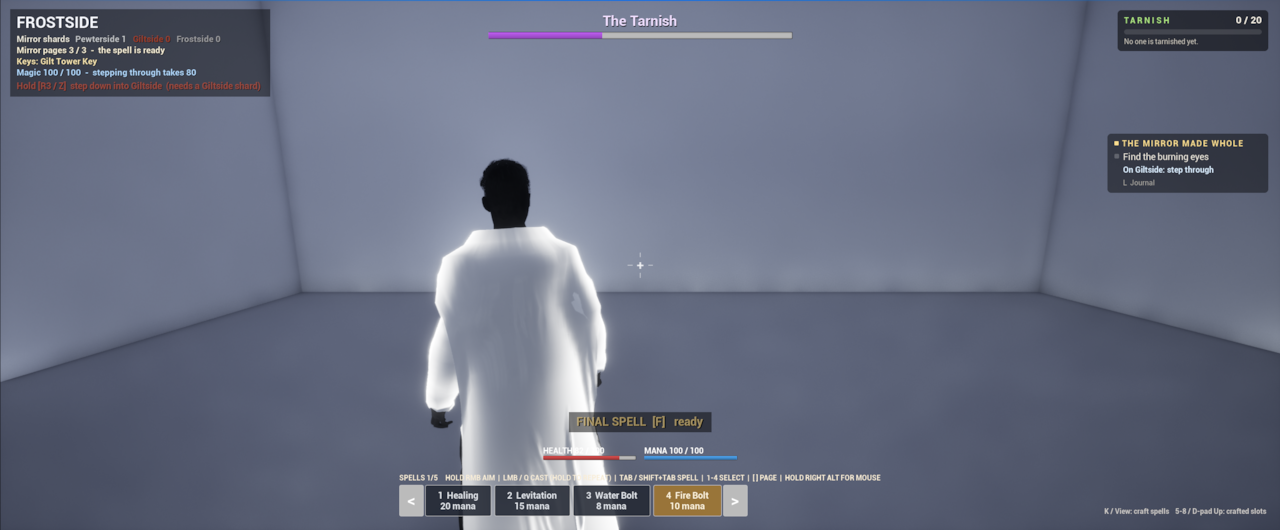 FROSTSIDE
Mirror shards Pewterside 1 Giltside 0 Frostside 0
Mirror pages 3 / 3 - the spell is ready
Keys: Gilt Tower Key
Magic 100 / 100 - stepping through takes 80
Hold [R3 / Z] step down into Giltside (needs a Giltside shard)
The Tarnish
TARNISH 0 / 20
No one is tarnished yet.
THE MIRROR MADE WHOLE
Find the burning eyes
On Giltside: step through
L Journal
FINAL SPELL [F] ready
HEALTH MANA 100 / 100
SPELLS 1/5 HOLD RMB AIM | LMB / Q CAST (HOLD | TAB / SHIFT+TAB SPELL | 1-4 SELECT | [ ] PAGE | HOLD RIGHT ALT FOR MOUSE
< 1 Healing 2 Levitation 3 Water Bolt 4 Fire Bolt >
20 mana 15 mana 8 mana 10 mana
K / View: craft spells 5-8 / D-pad Up: crafted slots